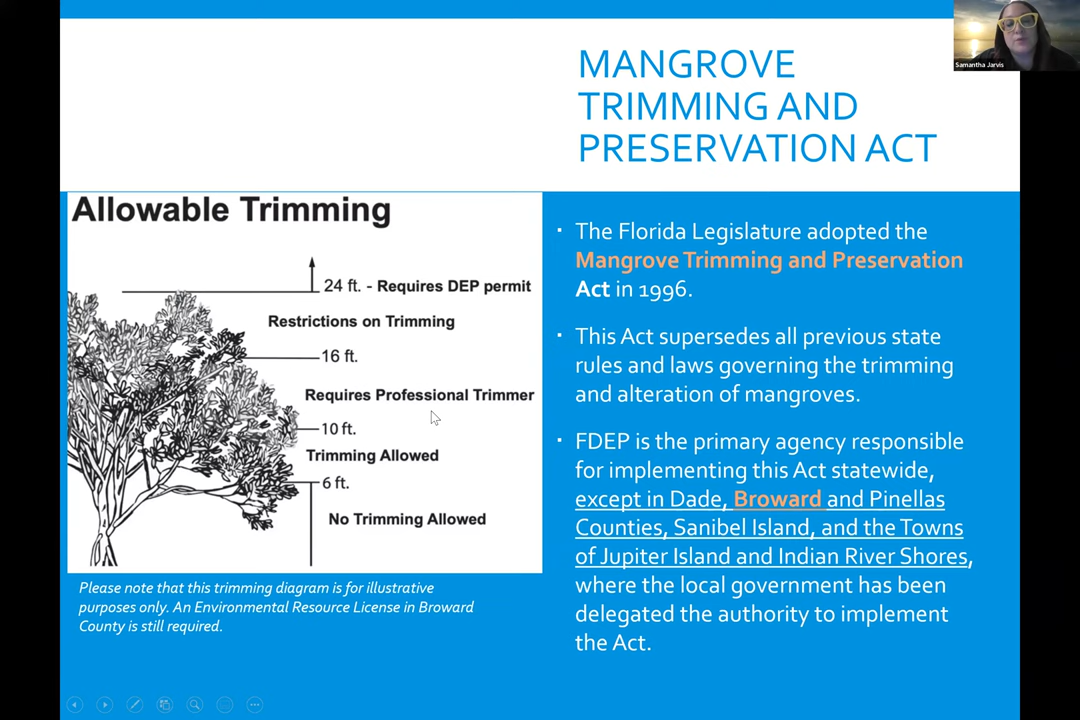 Samantha Jarvis
MANGROVE
TRIMMING AND
PRESERVATION ACT
Allowable Trimming
24 ft. - Requires DEP permit
Restrictions on Trimming
16 ft.
Requires Professional Trimmer
10 ft.
Trimming Allowed
6 ft.
No Trimming Allowed
Please note that this trimming diagram is for illustrative
purposes only. An Environmental Resource License in Broward
County is still required.
▪ The Florida Legislature adopted the
Mangrove Trimming and Preservation
Act in 1996.
▪ This Act supersedes all previous state
rules and laws governing the trimming
and alteration of mangroves.
▪ FDEP is the primary agency responsible
for implementing this Act statewide,
except in Dade, Broward and Pinellas
Counties, Sanibel Island, and the Towns
of Jupiter Island and Indian River Shores,
where the local government has been
delegated the authority to implement
the Act.